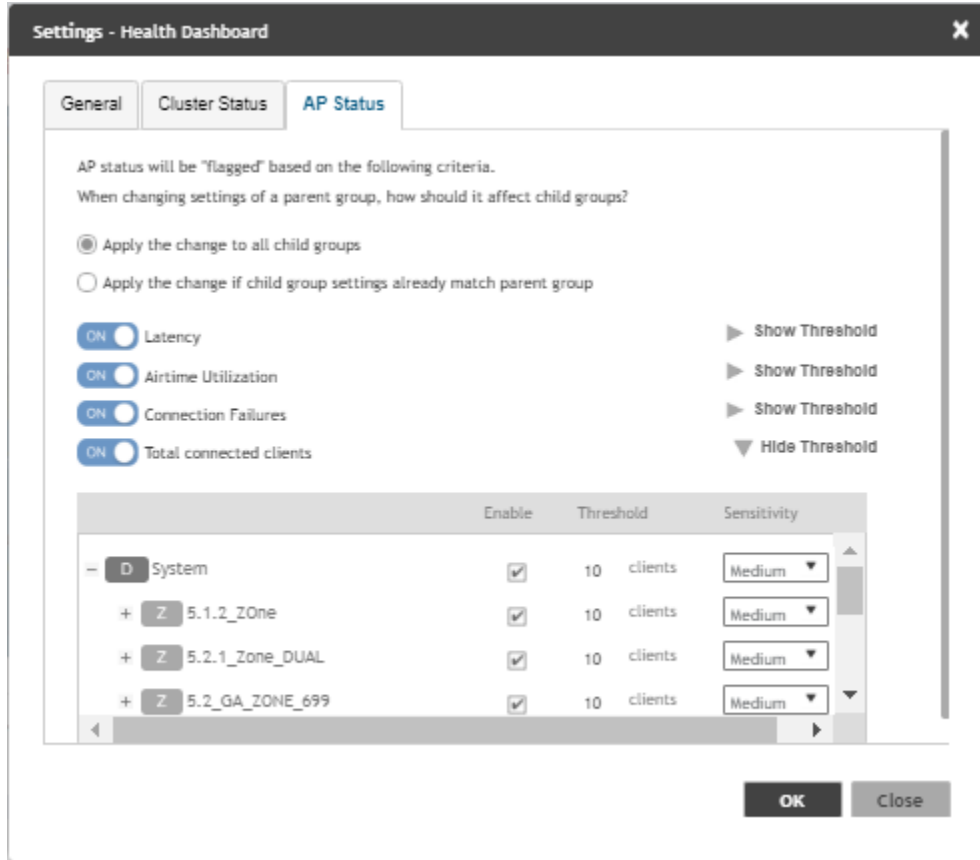 Settings - Health Dashboard
General Cluster Status AP Status
AP status will be "flagged" based on the following criteria.
When changing settings of a parent group, how should it affect child groups?
Apply the change to all child groups
Apply the change if child group settings already match parent group
ON Latency Show Threshold
ON Airtime Utilization Show Threshold
ON Connection Failures Show Threshold
ON Total connected clients Hide Threshold
Enable Threshold Sensitivity
D System 10 clients Medium
Z 5.1.2_ZOne 10 clients Medium
Z 5.2.1_Zone_DUAL 10 clients Medium
Z 5.2_GA_ZONE_699 10 clients Medium
OK Close